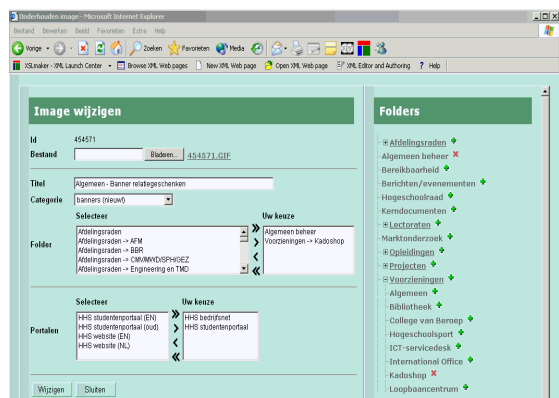 Onderhouden image - Microsoft Internet Explorer
Bestand Bewerken Beeld Favorieten Extra Help
Vorige Zoeken Favorieten Media
XSLmaker - XML Launch Center Browse XML Web pages New XML Web page Open XML Web page XML Editor and Authoring ? Help
Image wijzigen
Id 454571
Bestand Bladeren... 454571.GIF
Titel Algemeen - Banner relatiegeschenken
Categorie banners (nieuw!)
Selecteer Uw keuze
Folder
Afdelingsraden
Afdelingsraden -> AFM
Afdelingsraden -> BBR
Afdelingsraden -> CMV/MWD/SPH/GEZ
Afdelingsraden -> Engineering en TMD
Algemeen beheer
Voorzieningen -> Kadoshop
Selecteer Uw keuze
Portalen
HHS studentenportaal (EN)
HHS studentenportaal (oud)
HHS website (EN)
HHS website (NL)
HHS bedrijfsnet
HHS studentenportaal
Wijzigen Sluiten
Folders
Afdelingsraden
Algemeen beheer
Bereikbaarheid
Berichten/evenementen
Hogeschoolraad
Kerndocumenten
Lectoraten
Marktonderzoek
Opleidingen
Projecten
Voorzieningen
Algemeen
Bibliotheek
College van Beroep
Hogeschoolsport
ICT-servicedesk
International Office
Kadoshop
Loopbaancentrum